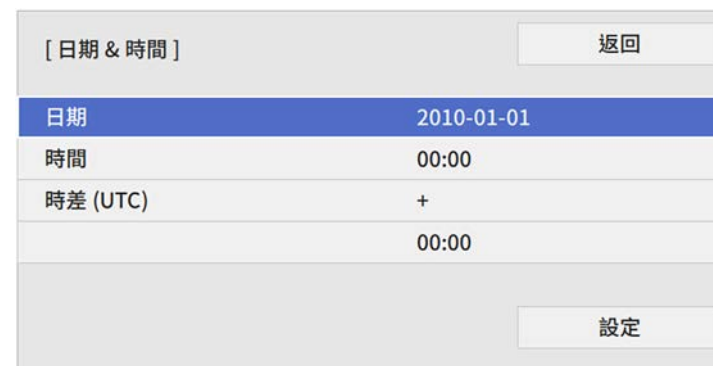 [ 日期 & 時間 ] 返回
日期 2010-01-01
時間 00:00
時差 (UTC) +
00:00
設定